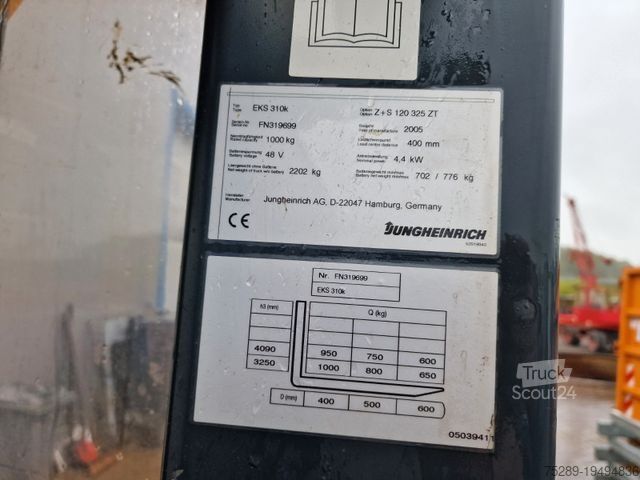 Typ
Type
EKS 310k
Option
Option
Z+S 120 325 ZT
Serien-Nr.
Serial no.
FN319699
Baujahr
Year of manufacture
2005
Nenntragfähigkeit
Rated capacity
1000 kg
Lastschwerpunkt
Load centre distance
400 mm
Batteriespannung
Battery voltage
48 V
Antriebsleistung
Nominal power
4,4 kW
Leergewicht ohne Batterie
Net weight of truck w/o battery
2202 kg
Batteriegewicht min/max
Battery net weight min/max
702 / 776 kg
Hersteller
Manufacturer
Jungheinrich AG, D-22047 Hamburg, Germany
CE
JUNGHEINRICH
Nr. FN319699
EKS 310k
h3 (mm)
Q (kg)
4090 950 750 600
3250 1000 800 650
D (mm) 400 500 600
05039411
Truck
Scout24
75289-19494836